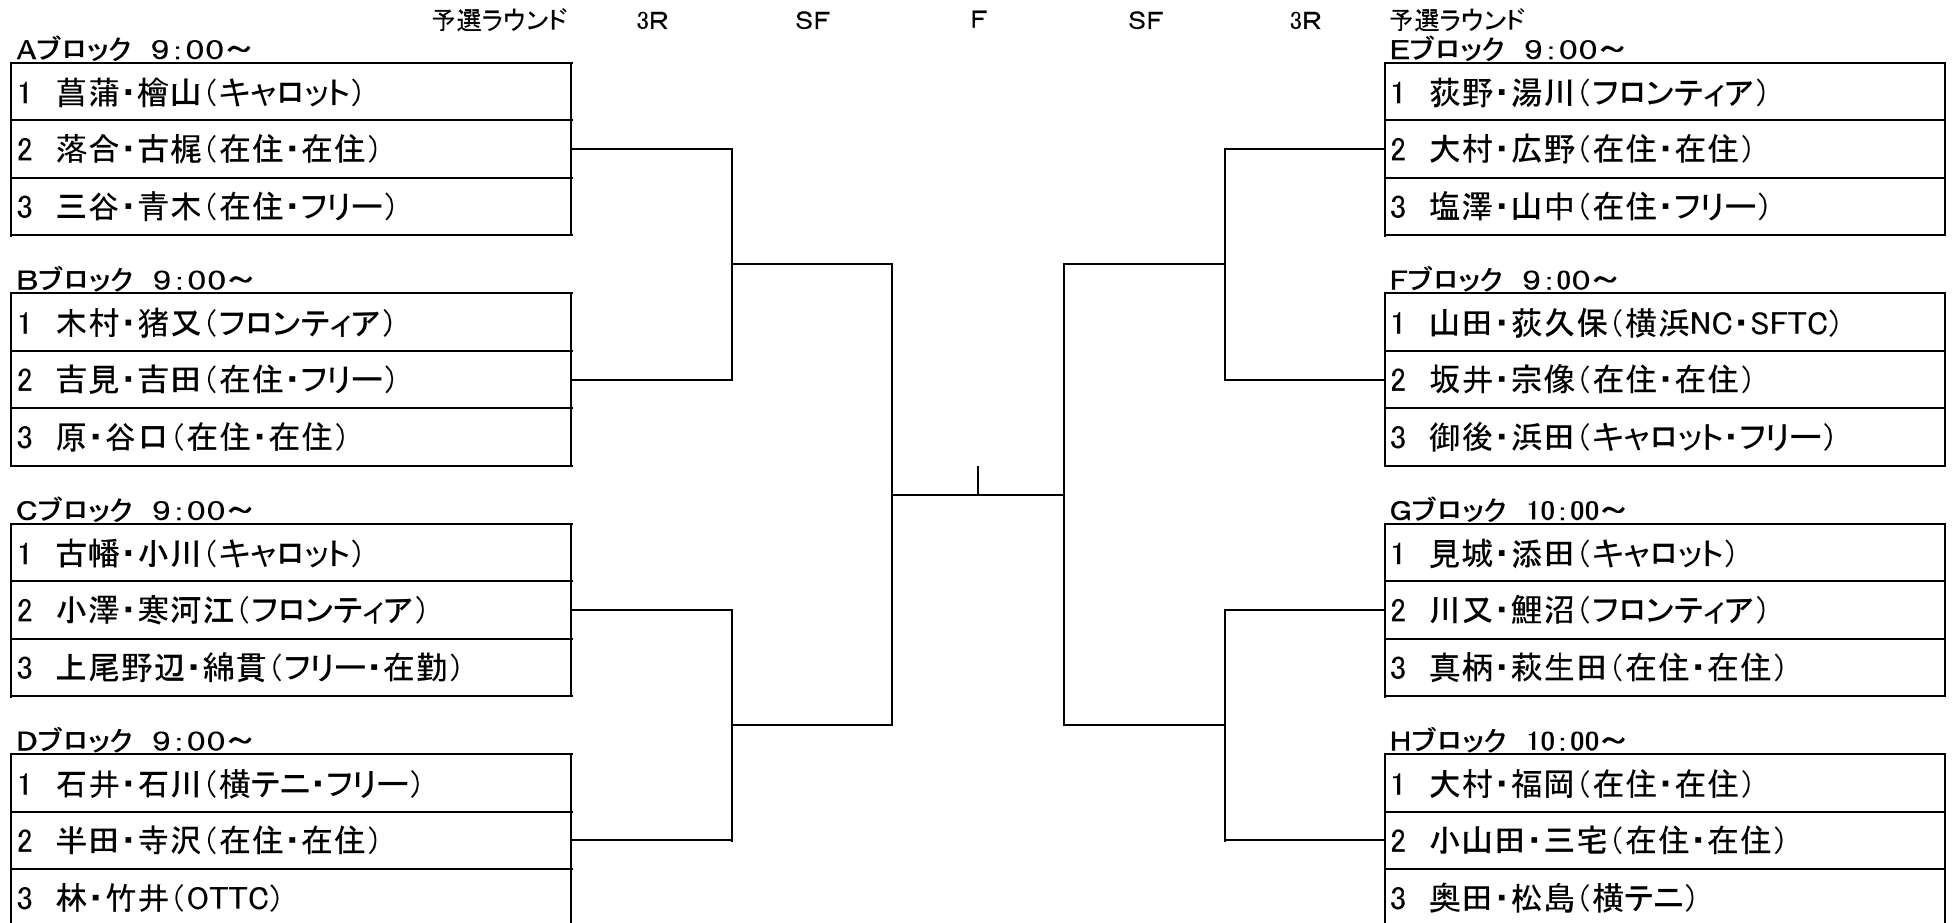 予選ラウンド 3R SF F SF 3R 予選ラウンド
Aブロック 9:00～
1 菖蒲・檜山(キャロット)
2 落合・古梶(在住・在住)
3 三谷・青木(在住・フリー)
Bブロック 9:00～
1 木村・猪又(フロンティア)
2 吉見・吉田(在住・フリー)
3 原・谷口(在住・在住)
Cブロック 9:00～
1 古幡・小川(キャロット)
2 小澤・寒河江(フロンティア)
3 上尾野辺・綿貫(フリー・在勤)
Dブロック 9:00～
1 石井・石川(横テニ・フリー)
2 半田・寺沢(在住・在住)
3 林・竹井(OTTC)
Eブロック 9:00～
1 荻野・湯川(フロンティア)
2 大村・広野(在住・在住)
3 塩澤・山中(在住・フリー)
Fブロック 9:00～
1 山田・荻久保(横浜NC・SFTC)
2 坂井・宗像(在住・在住)
3 御後・浜田(キャロット・フリー)
Gブロック 10:00～
1 見城・添田(キャロット)
2 川又・鯉沼(フロンティア)
3 真柄・萩生田(在住・在住)
Hブロック 10:00～
1 大村・福岡(在住・在住)
2 小山田・三宅(在住・在住)
3 奥田・松島(横テニ)